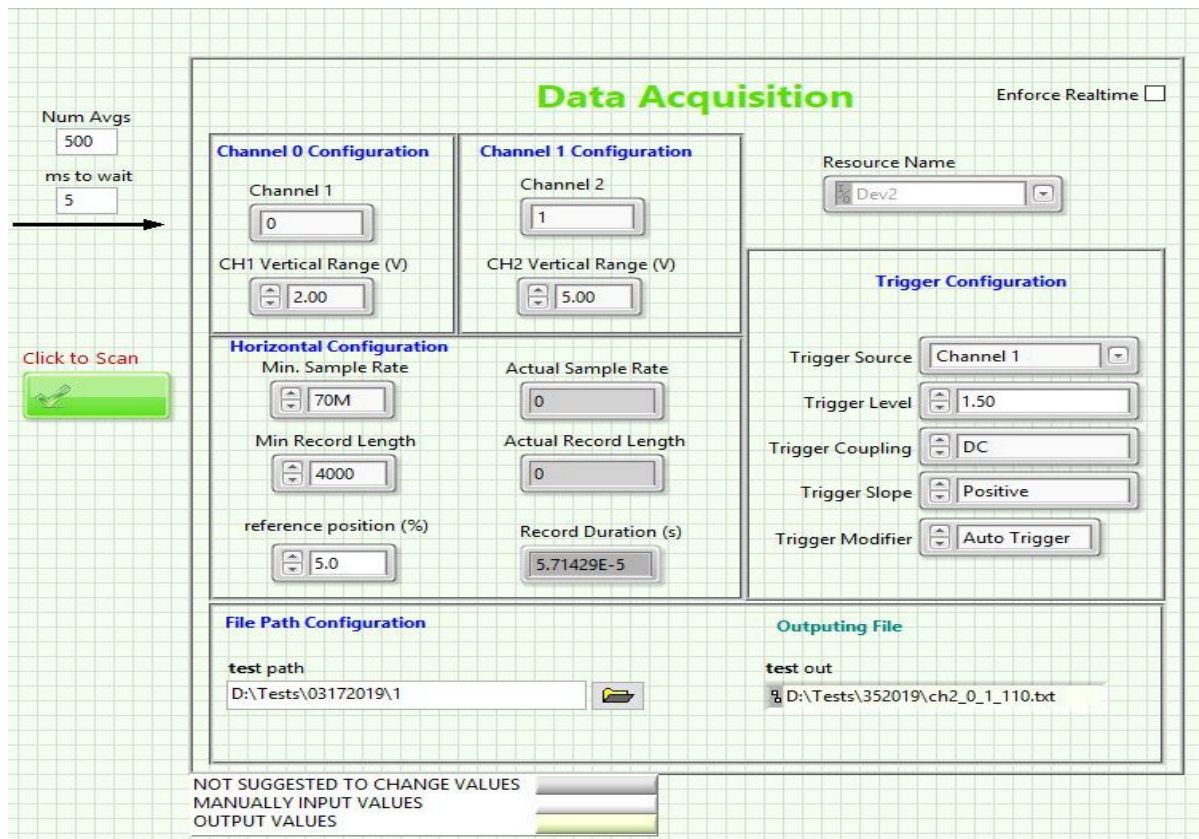 Data Acquisition
Enforce Realtime
Num Avgs
500
ms to wait
5
Click to Scan
Channel 0 Configuration
Channel 1
0
CH1 Vertical Range (V)
2.00
Channel 1 Configuration
Channel 2
1
CH2 Vertical Range (V)
5.00
Resource Name
Dev2
Horizontal Configuration
Min. Sample Rate
70M
Actual Sample Rate
0
Min Record Length
4000
Actual Record Length
0
reference position (%)
5.0
Record Duration (s)
5.71429E-5
Trigger Configuration
Trigger Source Channel 1
Trigger Level 1.50
Trigger Coupling DC
Trigger Slope Positive
Trigger Modifier Auto Trigger
File Path Configuration
test path
D:\Tests\03172019\1
Outputing File
test out
D:\Tests\352019\ch2_0_1_110.txt
NOT SUGGESTED TO CHANGE VALUES
MANUALLY INPUT VALUES
OUTPUT VALUES